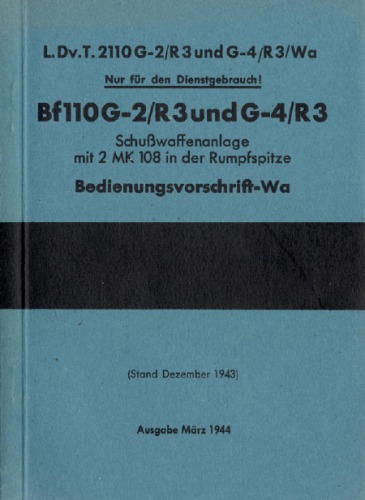 L.Dv.T. 2110 G-2/R3 und G-4/R3/Wa
Nur für den Dienstgebrauch!
Bf 110 G-2/R3 und G-4/R3
Schußwaffenanlage
mit 2 MK 108 in der Rumpfspitze
Bedienungsvorschrift-Wa
(Stand Dezember 1943)
Ausgabe März 1944